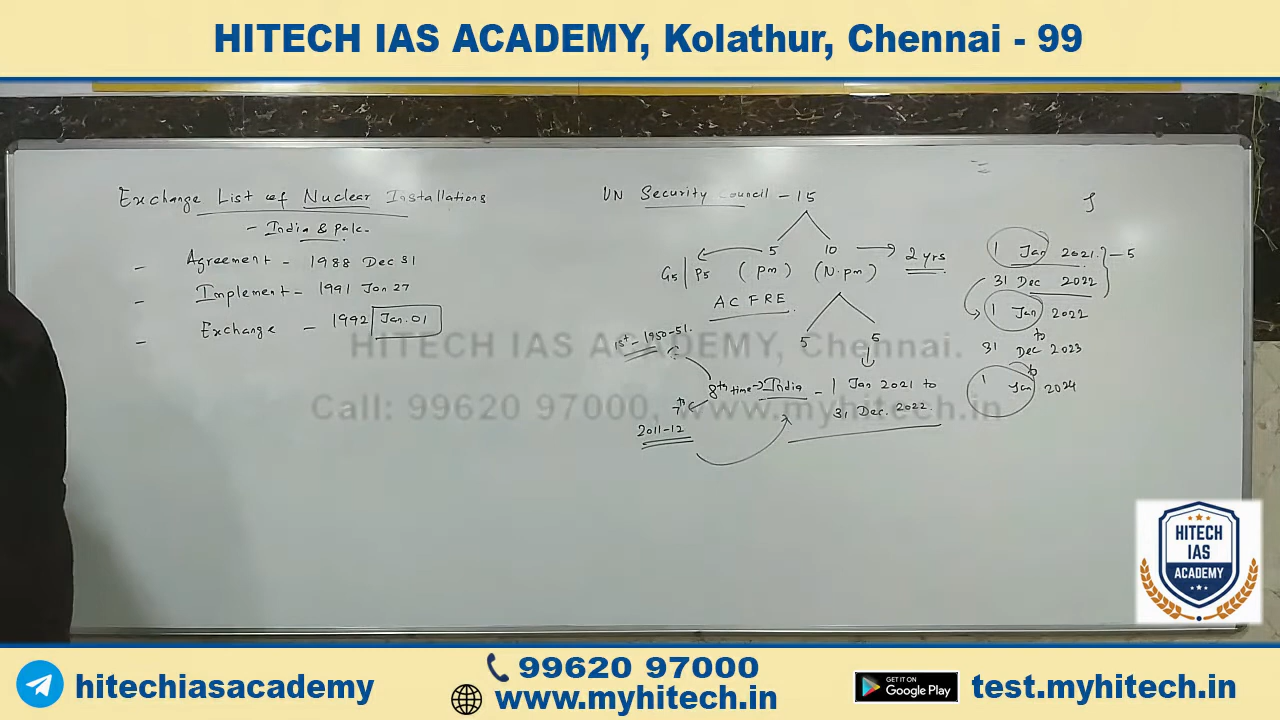 HITECH IAS ACADEMY, Kolathur, Chennai - 99
Exchange List of Nuclear Installations
- India & Pak.
- Agreement - 1988 Dec 31
- Implement - 1991 Jan 27
- Exchange - 1992 Jan. 01
UN Security Council - 15
5 10 → 2 yrs
G5 | P5 (pm) (N.pm)
ACFRE
5 5
1st - 1950-51.
8th time → India - 1 Jan 2021 to
31 Dec. 2022.
7th
2011-12
1 Jan 2021. - 5
31 Dec 2022
1 Jan 2022
to
31 Dec 2023
to
1 Jan 2024
HITECH IAS ACADEMY, Chennai.
Call: 99620 97000, www.myhitech.in
HITECH
IAS
ACADEMY
hitechiasacademy
99620 97000
www.myhitech.in
GET IT ON
Google Play
test.myhitech.in